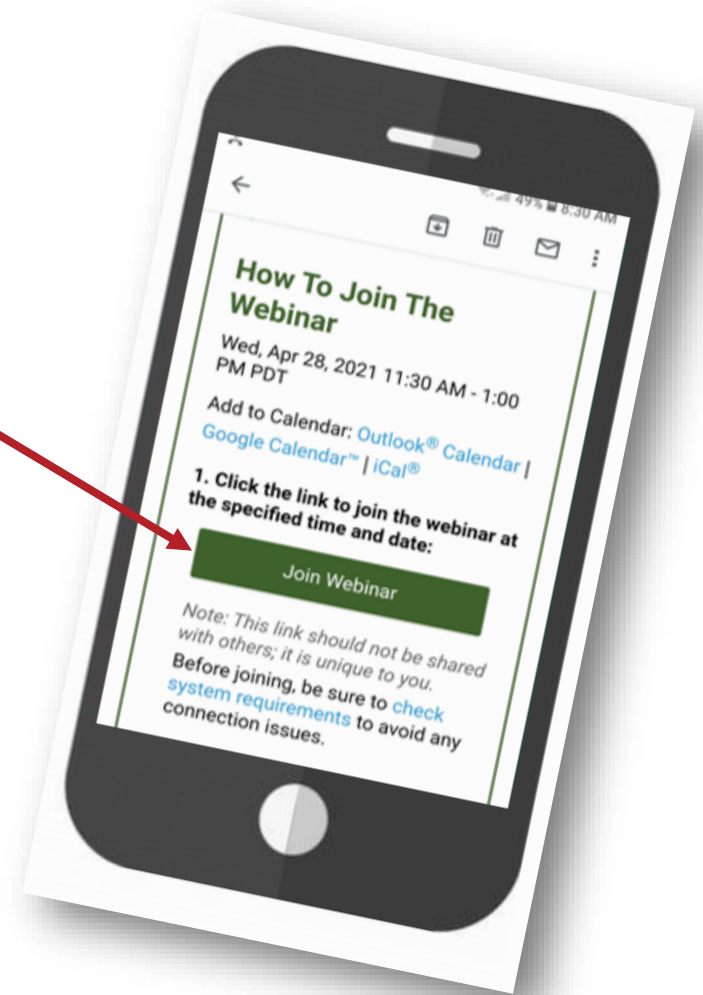 49% 8:30 AM
How To Join The
Webinar
Wed, Apr 28, 2021 11:30 AM - 1:00
PM PDT
Add to Calendar: Outlook® Calendar |
Google Calendar™ | iCal®
1. Click the link to join the webinar at
the specified time and date:
Join Webinar
Note: This link should not be shared
with others; it is unique to you.
Before joining, be sure to check
system requirements to avoid any
connection issues.